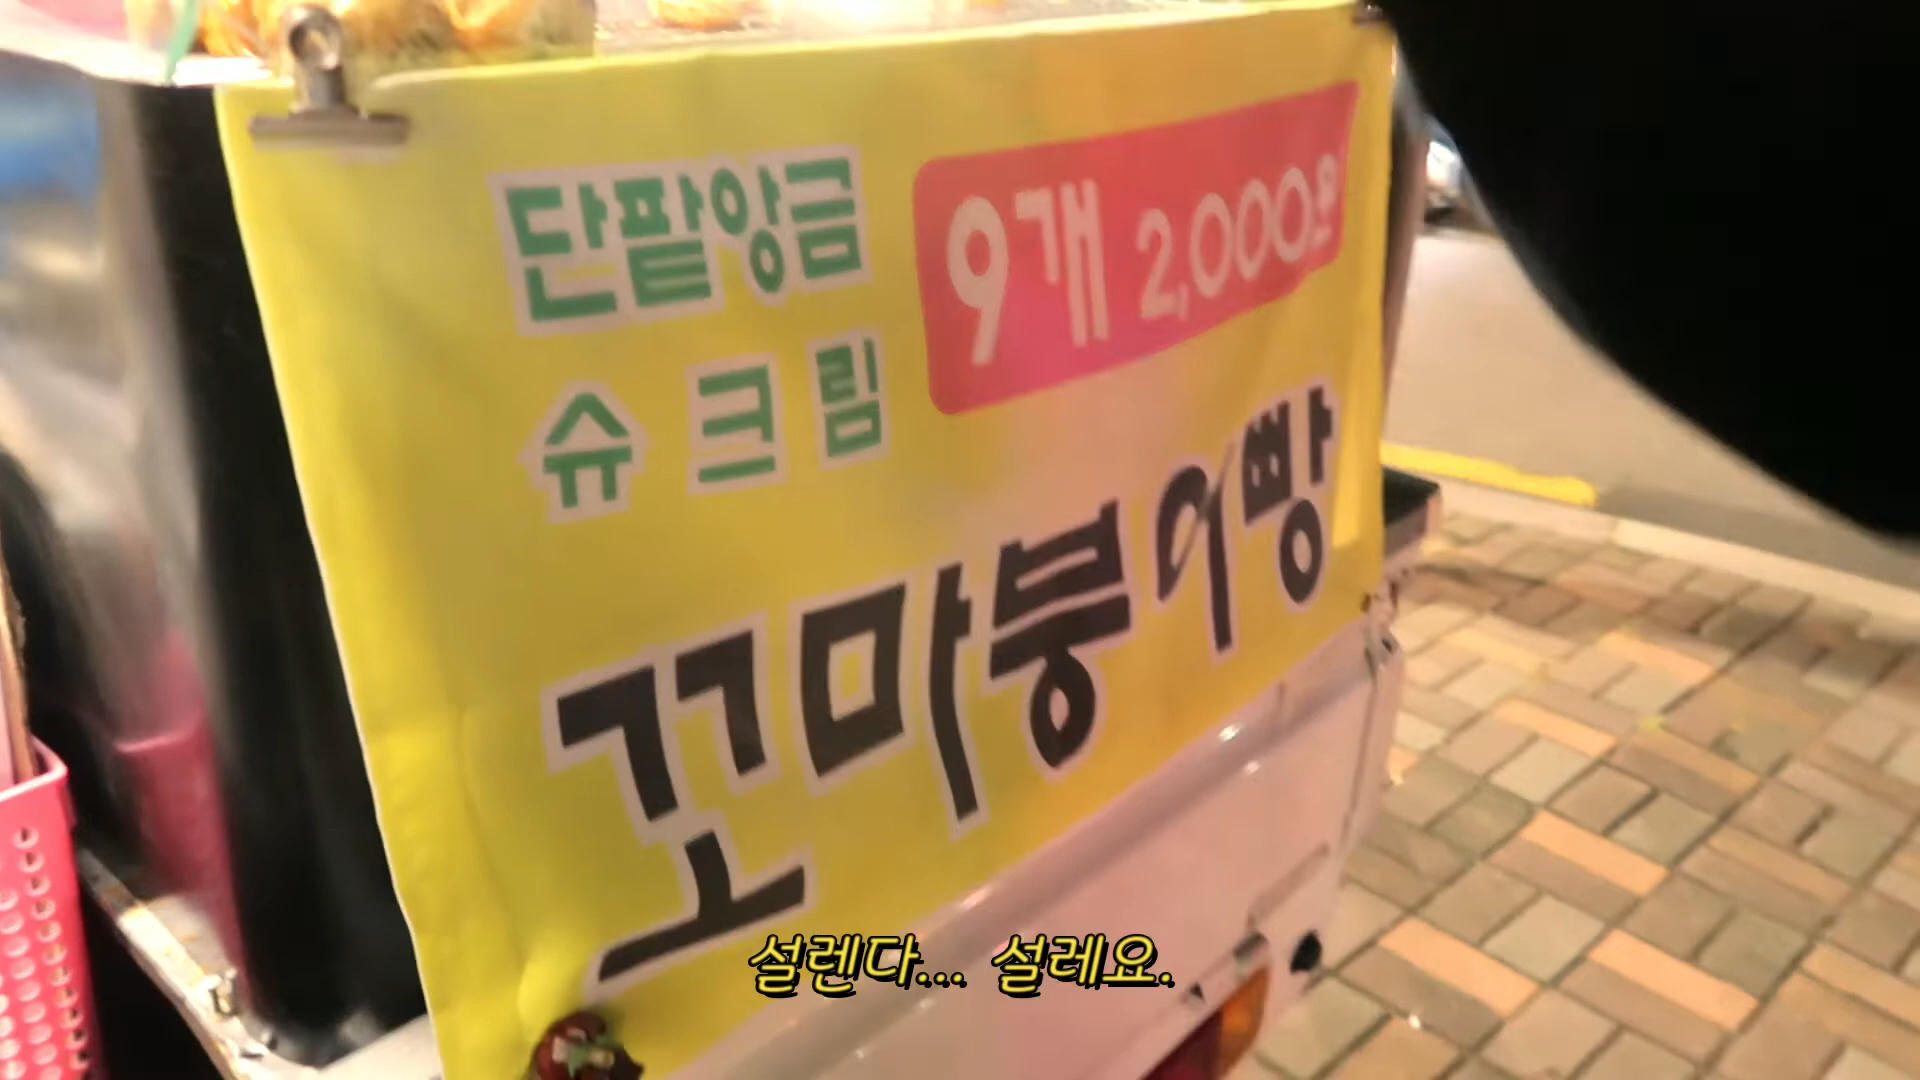 단팥앙금
슈크림
9개 2,000원
꼬마붕어빵
설렌다... 설레요.